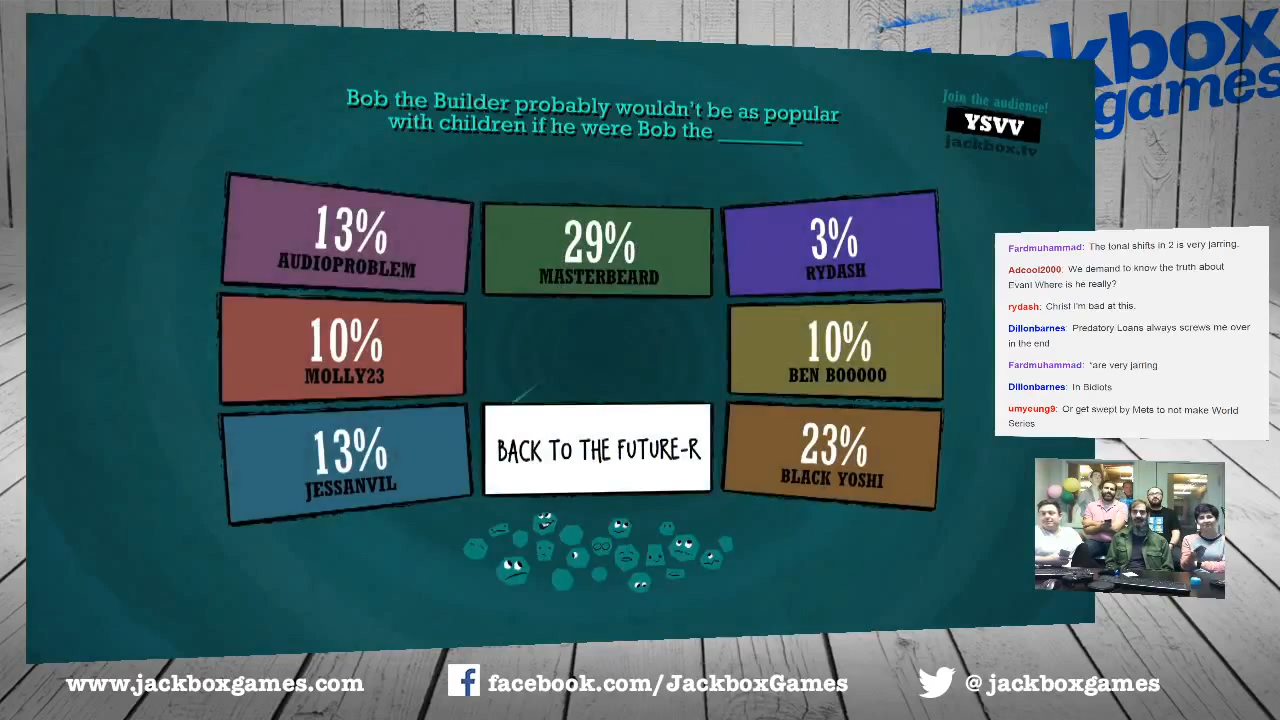 jackbox
games
Bob the Builder probably wouldn't be as popular
with children if he were Bob the ________
Join the audience!
YSVV
jackbox.tv
13%
AUDIOPROBLEM
29%
MASTERBEARD
3%
RYDASH
10%
MOLLY23
10%
BEN BOOOOO
13%
JESSANVIL
BACK TO THE FUTURE-R
23%
BLACK YOSHI
Fardmuhammad: The tonal shifts in 2 is very jarring.
Adcool2000: We demand to know the truth about
Evan! Where is he really?
rydash: Christ I'm bad at this.
Dillonbarnes: Predatory Loans always screws me over
in the end
Fardmuhammad: *are very jarring
Dillonbarnes: In Bidiots
umyeung9: Or get swept by Mets to not make World
Series
www.jackboxgames.com
facebook.com/JackboxGames
@jackboxgames